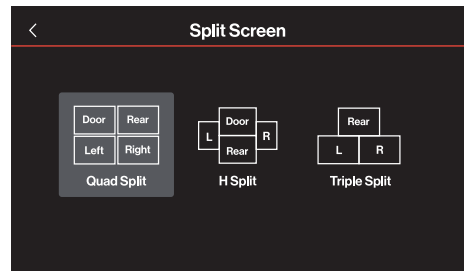 Split Screen
Door Rear
Left Right
Quad Split
Door
L R
Rear
H Split
Rear
L R
Triple Split